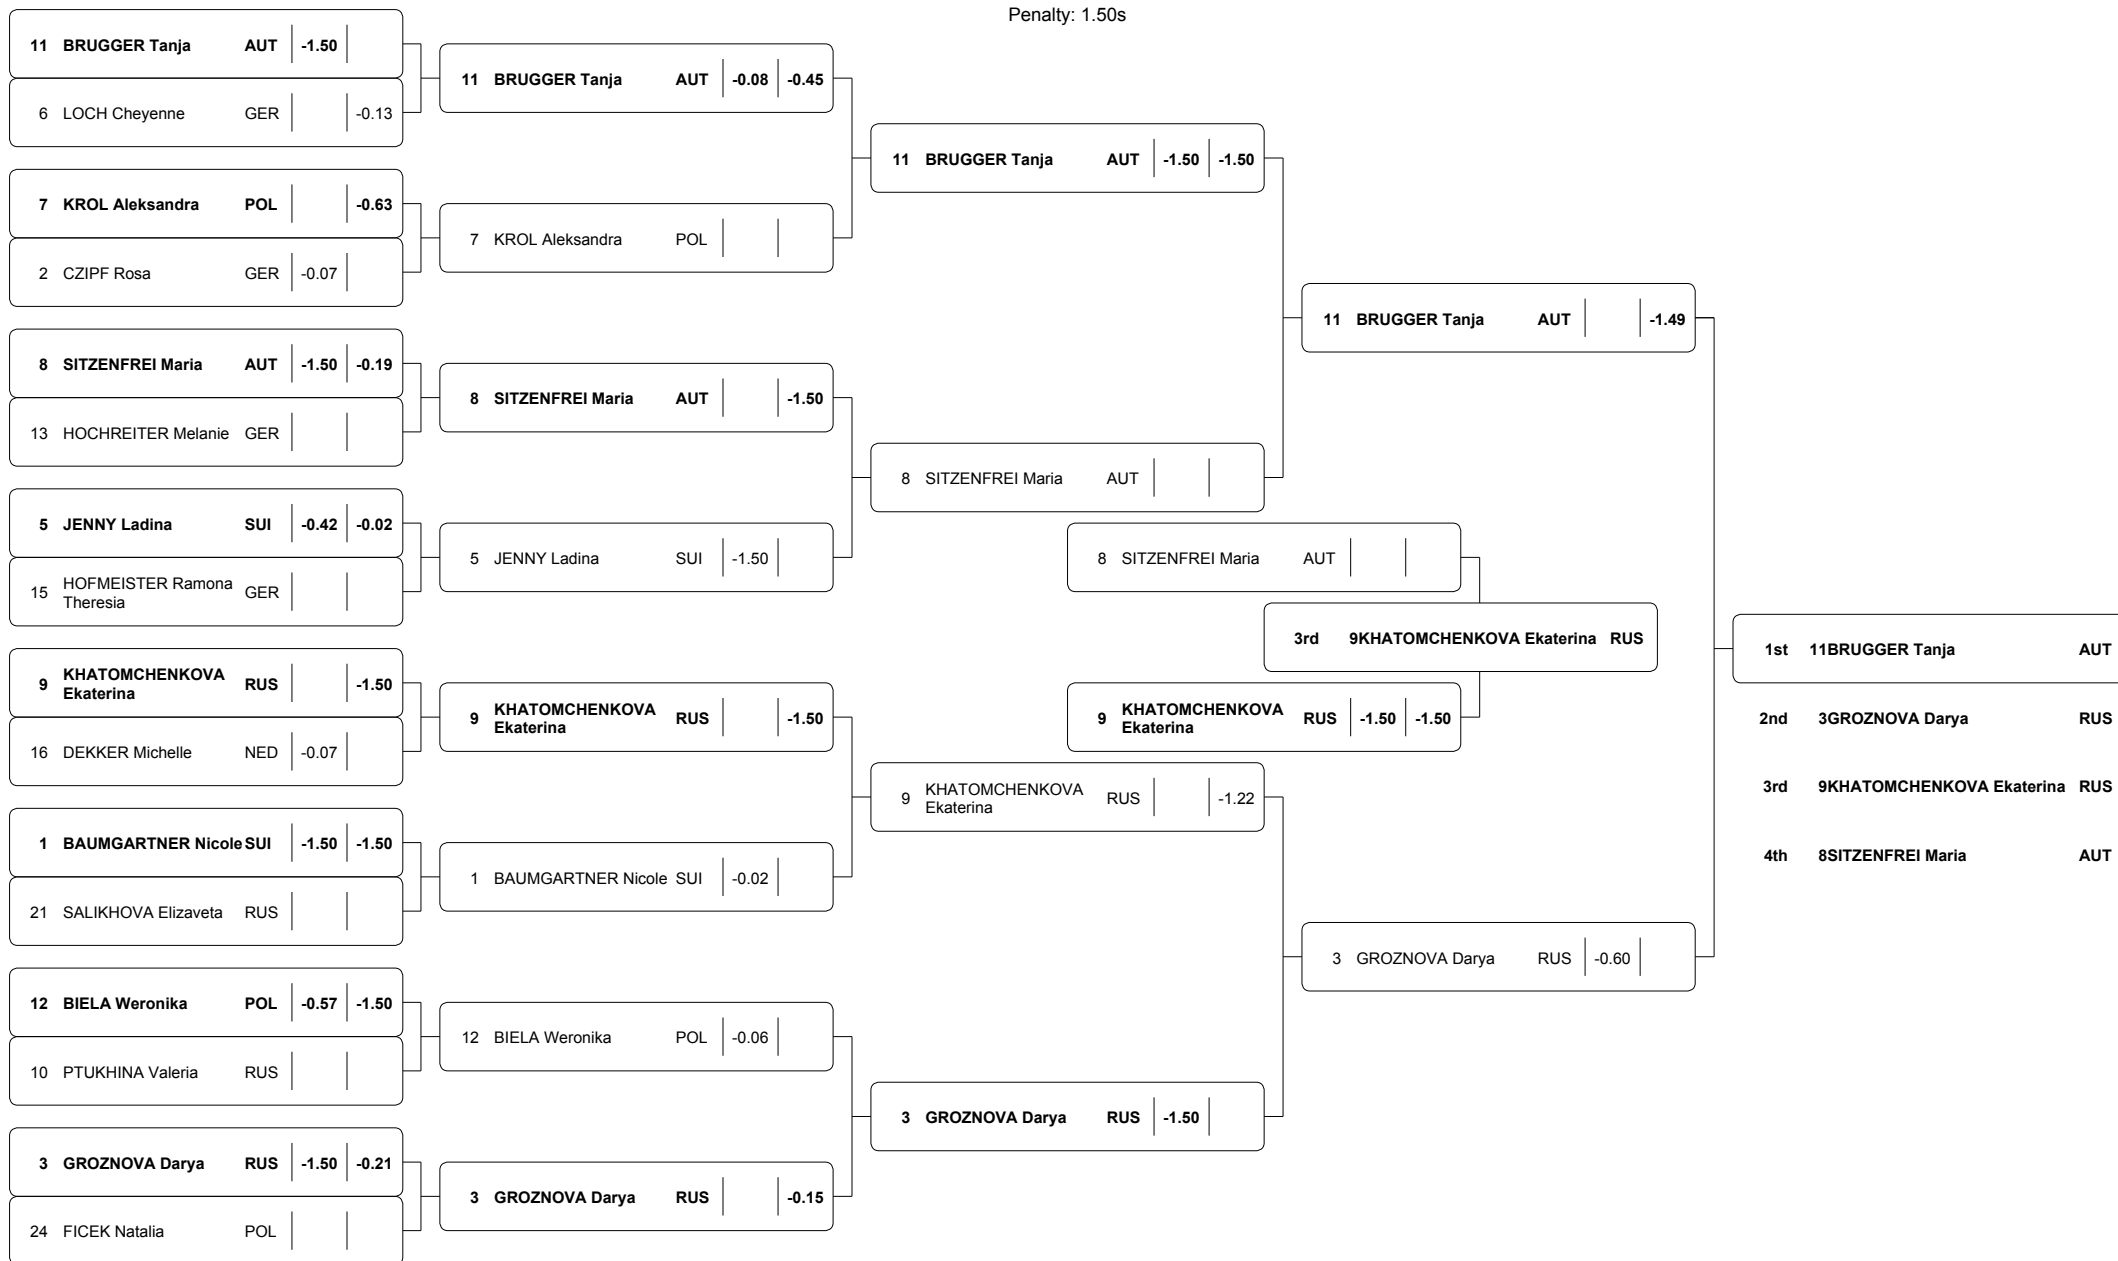 Penalty: 1.50s
11 BRUGGER Tanja AUT -1.50
6 LOCH Cheyenne GER -0.13
7 KROL Aleksandra POL -0.63
2 CZIPF Rosa GER -0.07
8 SITZENFREI Maria AUT -1.50 -0.19
13 HOCHREITER Melanie GER
5 JENNY Ladina SUI -0.42 -0.02
15 HOFMEISTER Ramona
Theresia GER
9 KHATOMCHENKOVA
Ekaterina RUS -1.50
16 DEKKER Michelle NED -0.07
1 BAUMGARTNER Nicole SUI -1.50 -1.50
21 SALIKHOVA Elizaveta RUS
12 BIELA Weronika POL -0.57 -1.50
10 PTUKHINA Valeria RUS
3 GROZNOVA Darya RUS -1.50 -0.21
24 FICEK Natalia POL
11 BRUGGER Tanja AUT -0.08 -0.45
7 KROL Aleksandra POL
8 SITZENFREI Maria AUT -1.50
5 JENNY Ladina SUI -1.50
9 KHATOMCHENKOVA
Ekaterina RUS -1.50
1 BAUMGARTNER Nicole SUI -0.02
12 BIELA Weronika POL -0.06
3 GROZNOVA Darya RUS -0.15
11 BRUGGER Tanja AUT -1.50 -1.50
8 SITZENFREI Maria AUT
9 KHATOMCHENKOVA
Ekaterina RUS -1.22
3 GROZNOVA Darya RUS -1.50
8 SITZENFREI Maria AUT
9 KHATOMCHENKOVA
Ekaterina RUS -1.50 -1.50
3rd 9KHATOMCHENKOVA Ekaterina RUS
11 BRUGGER Tanja AUT -1.49
3 GROZNOVA Darya RUS -0.60
1st 11BRUGGER Tanja AUT
2nd 3GROZNOVA Darya RUS
3rd 9KHATOMCHENKOVA Ekaterina RUS
4th 8SITZENFREI Maria AUT